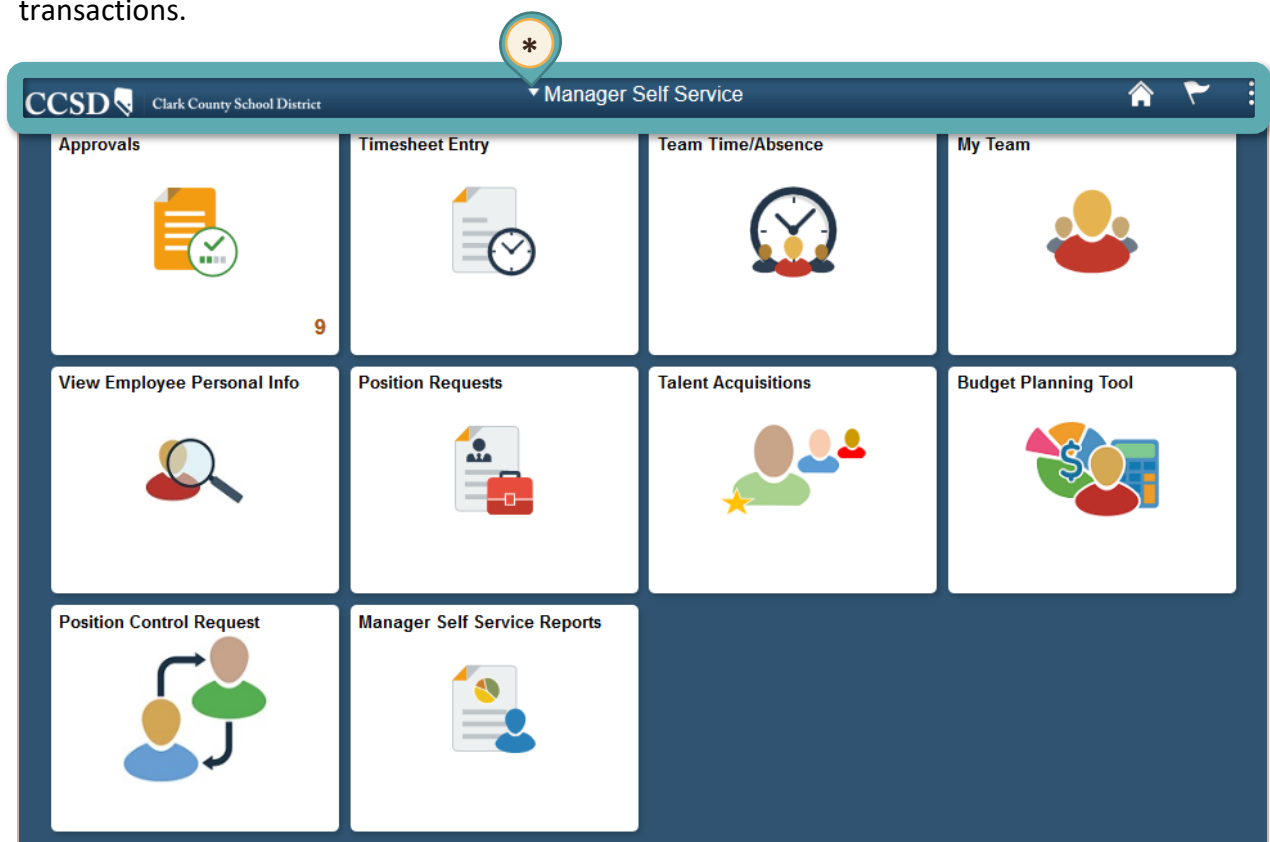 transactions.
*
CCSD Clark County School District
Manager Self Service
Approvals
Timesheet Entry
Team Time/Absence
My Team
9
View Employee Personal Info
Position Requests
Talent Acquisitions
Budget Planning Tool
$
Position Control Request
Manager Self Service Reports